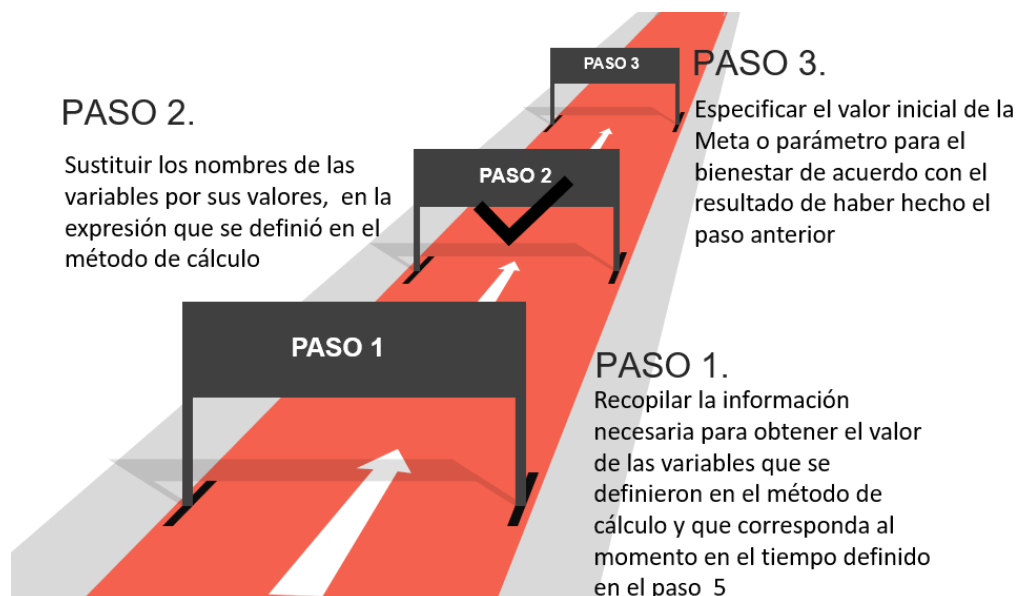 PASO 3
PASO 3.
Especificar el valor inicial de la
Meta o parámetro para el
bienestar de acuerdo con el
resultado de haber hecho el
paso anterior
PASO 2.
Sustituir los nombres de las
variables por sus valores,  en la
expresión que se definió en el
método de cálculo
PASO 2
PASO 1
PASO 1.
Recopilar la información
necesaria para obtener el valor
de las variables que se
definieron en el método de
cálculo y que corresponda al
momento en el tiempo definido
en el paso  5